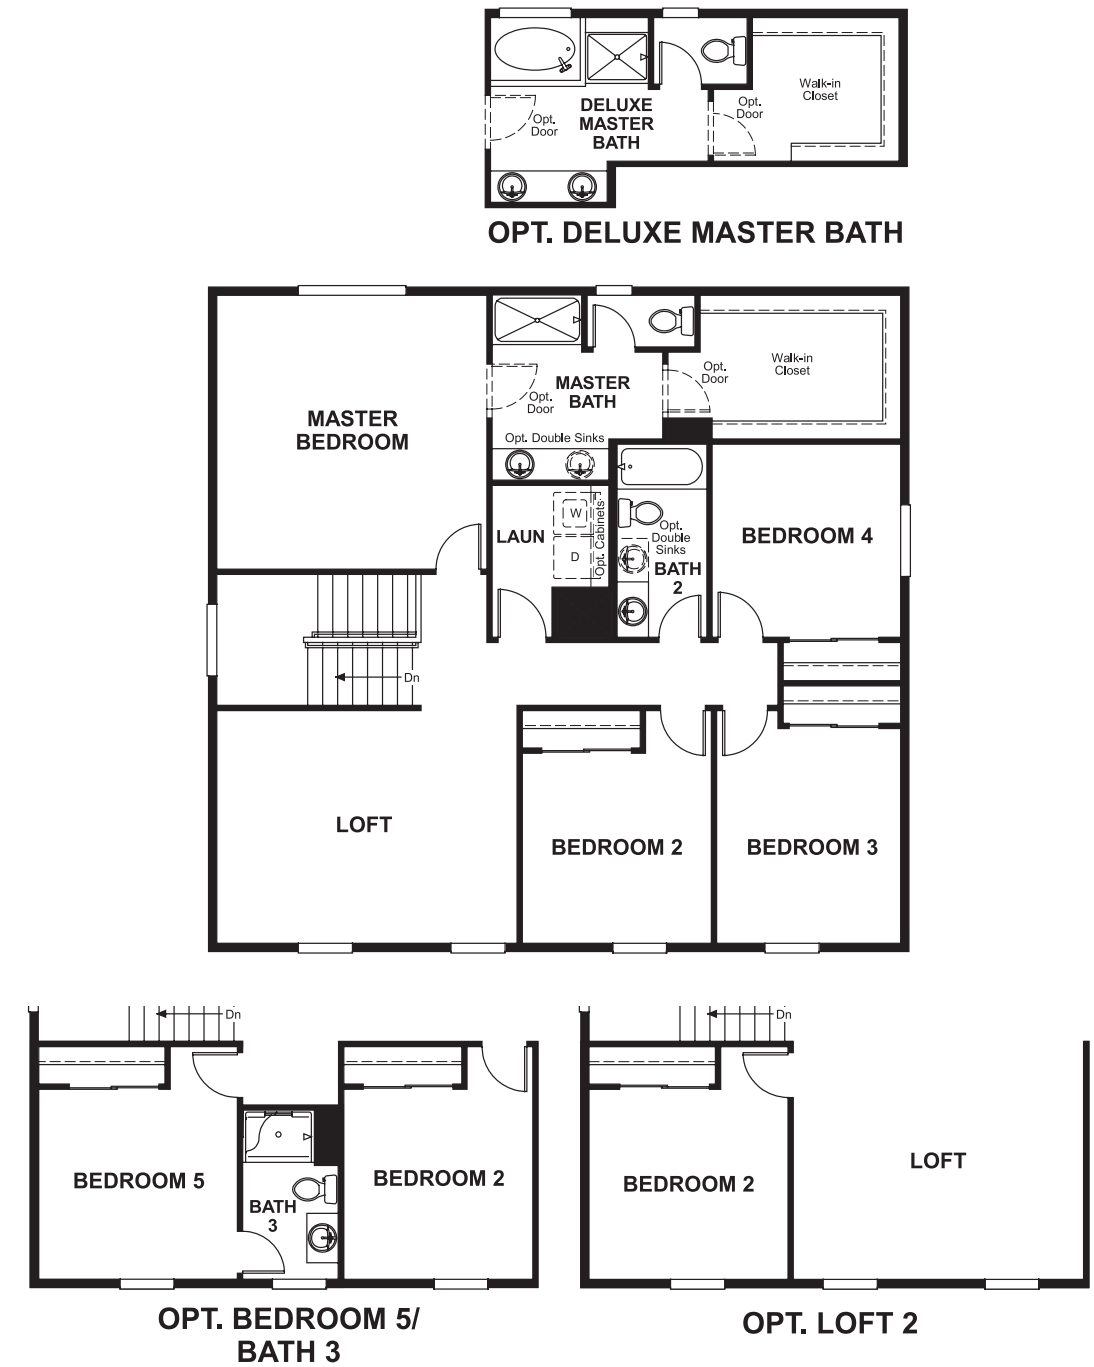 Walk-in
Closet
Opt.
Door
DELUXE
MASTER
BATH
Opt.
Door
OPT. DELUXE MASTER BATH
Walk-in
Closet
Opt.
Door
MASTER
BATH
Opt.
Door
MASTER
BEDROOM
Opt. Double Sinks
LAUN
W
D
Opt. Cabinets
Opt.
Double
Sinks
BATH
2
BEDROOM 4
Dn
LOFT
BEDROOM 2
BEDROOM 3
Dn
BEDROOM 5
BATH
3
BEDROOM 2
OPT. BEDROOM 5/
BATH 3
Dn
BEDROOM 2
LOFT
OPT. LOFT 2